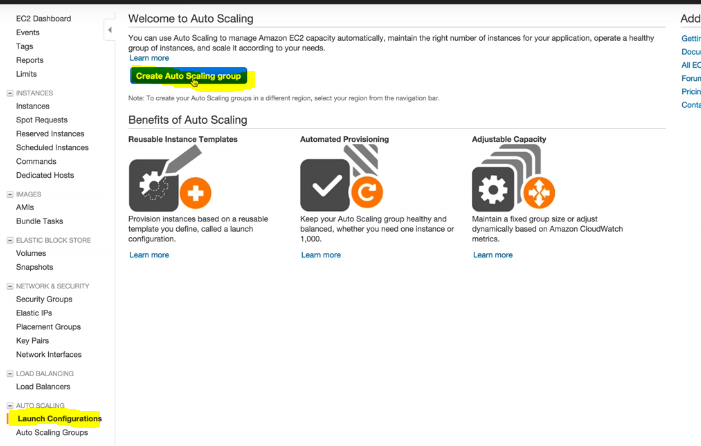 EC2 Dashboard
Events
Tags
Reports
Limits
INSTANCES
Instances
Spot Requests
Reserved Instances
Scheduled Instances
Commands
Dedicated Hosts
IMAGES
AMIs
Bundle Tasks
ELASTIC BLOCK STORE
Volumes
Snapshots
NETWORK & SECURITY
Security Groups
Elastic IPs
Placement Groups
Key Pairs
Network Interfaces
LOAD BALANCING
Load Balancers
AUTO SCALING
Launch Configurations
Auto Scaling Groups
Welcome to Auto Scaling
You can use Auto Scaling to manage Amazon EC2 capacity automatically, maintain the right number of instances for your application, operate a healthy
group of instances, and scale it according to your needs.
Learn more
Create Auto Scaling group
Note: To create your Auto Scaling groups in a different region, select your region from the navigation bar.
Benefits of Auto Scaling
Reusable Instance Templates
Provision instances based on a reusable
template you define, called a launch
configuration.
Learn more
Automated Provisioning
Keep your Auto Scaling group healthy and
balanced, whether you need one instance or
1,000.
Learn more
Adjustable Capacity
Maintain a fixed group size or adjust
dynamically based on Amazon CloudWatch
metrics.
Learn more
Add
Gettin
Docu
All EC
Forum
Pricin
Conta